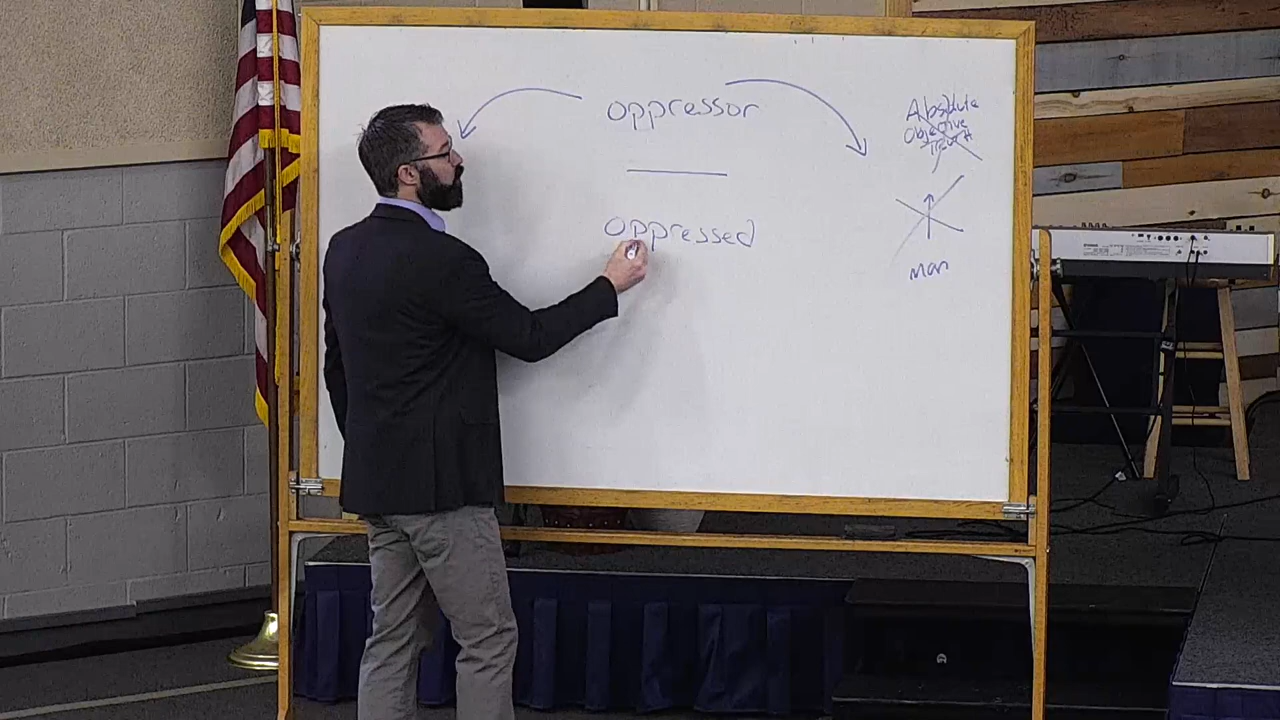 oppressor
oppressed
Absolute
Objective
Truth
man